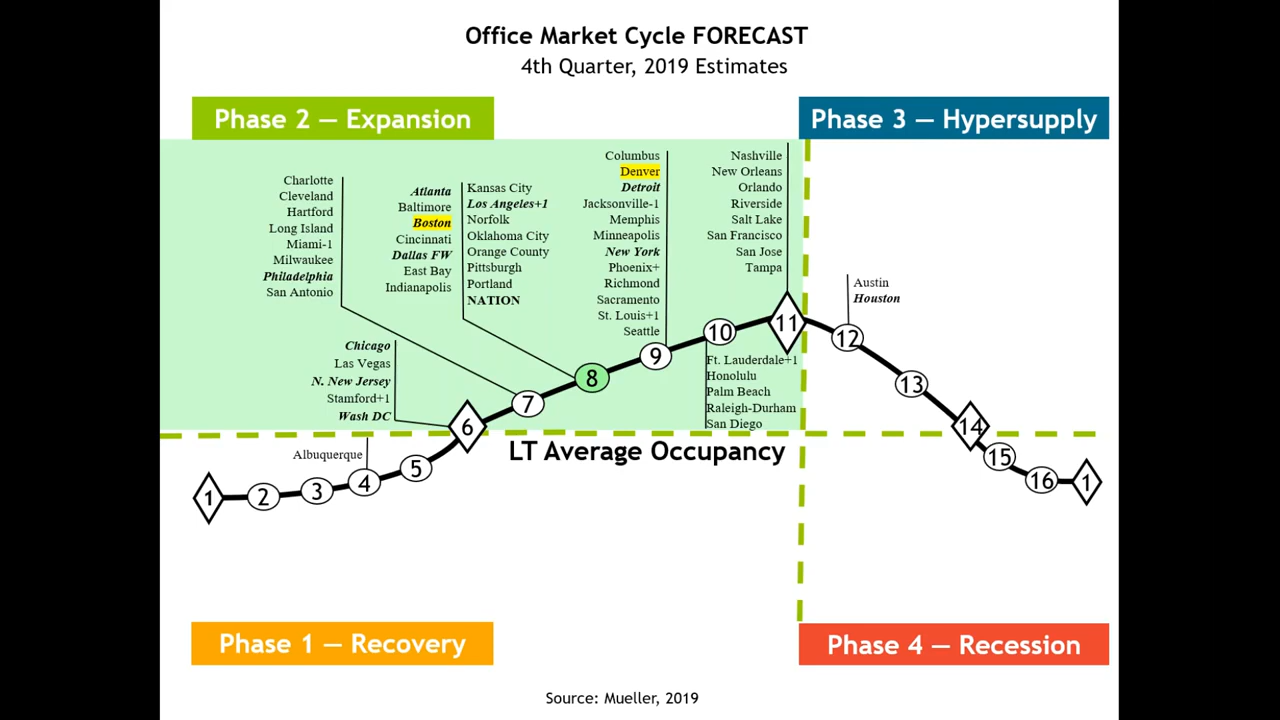 Office Market Cycle FORECAST
4th Quarter, 2019 Estimates
Phase 2 — Expansion
Phase 3 — Hypersupply
Charlotte
Cleveland
Hartford
Long Island
Miami-1
Milwaukee
Philadelphia
San Antonio
Atlanta
Baltimore
Boston
Cincinnati
Dallas FW
East Bay
Indianapolis
Kansas City
Los Angeles+1
Norfolk
Oklahoma City
Orange County
Pittsburgh
Portland
NATION
Columbus
Denver
Detroit
Jacksonville-1
Memphis
Minneapolis
New York
Phoenix+
Richmond
Sacramento
St. Louis+1
Seattle
Nashville
New Orleans
Orlando
Riverside
Salt Lake
San Francisco
San Jose
Tampa
Austin
Houston
Chicago
Las Vegas
N. New Jersey
Stamford+1
Wash DC
Ft. Lauderdale+1
Honolulu
Palm Beach
Raleigh-Durham
San Diego
Albuquerque
LT Average Occupancy
1
2
3
4
5
6
7
8
9
10
11
12
13
14
15
16
1
Phase 1 — Recovery
Phase 4 — Recession
Source: Mueller, 2019